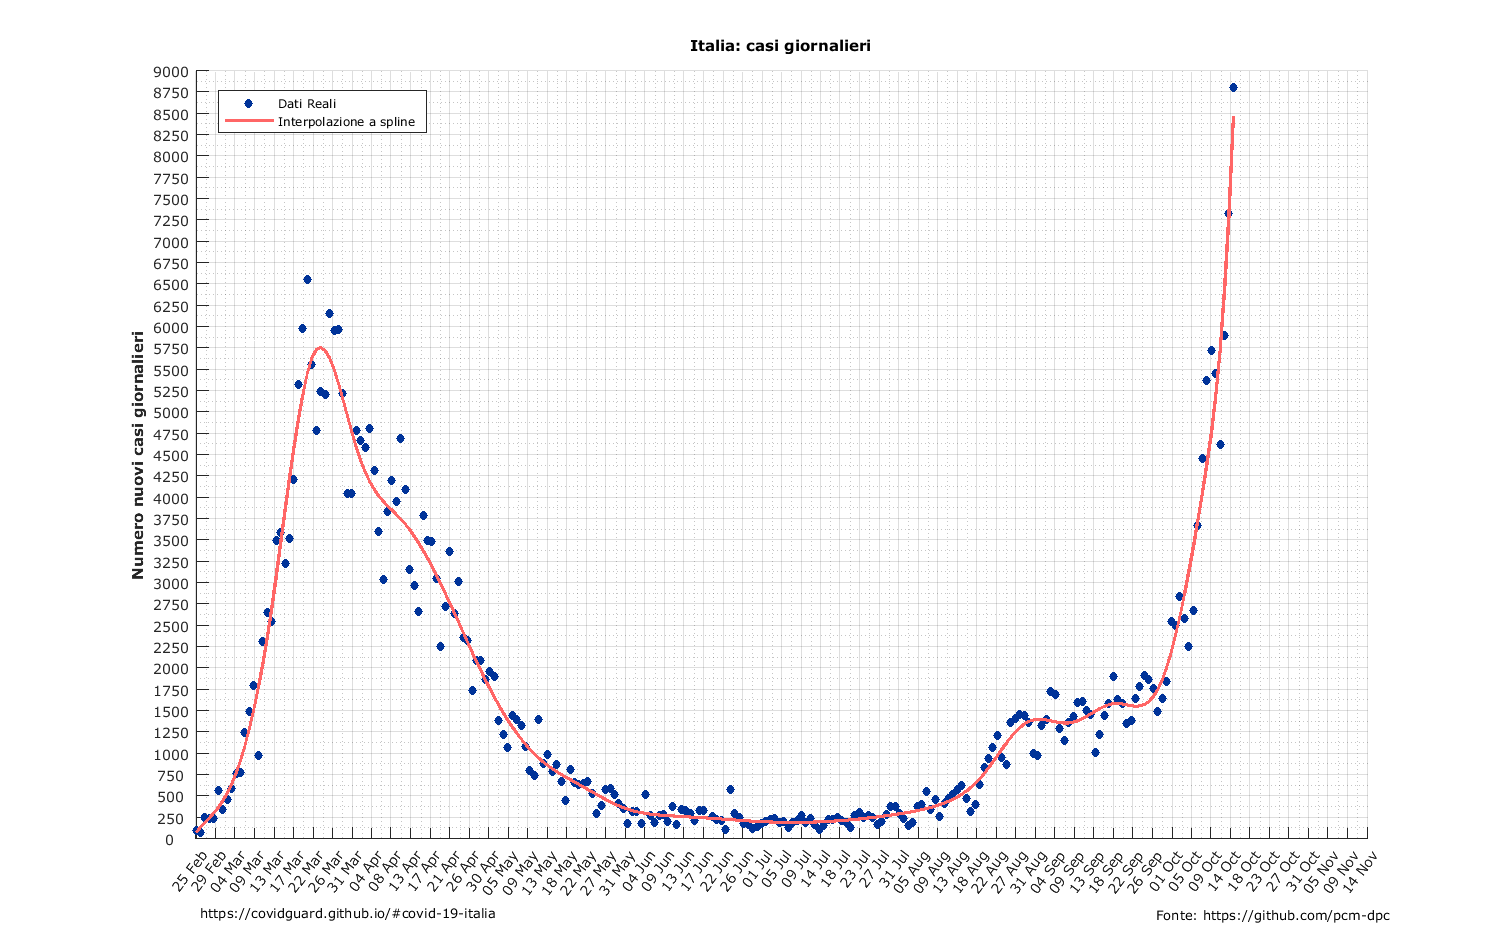 Italia: casi giornalieri
Dati Reali
Interpolazione a spline
Numero nuovi casi giornalieri
9000
8750
8500
8250
8000
7750
7500
7250
7000
6750
6500
6250
6000
5750
5500
5250
5000
4750
4500
4250
4000
3750
3500
3250
3000
2750
2500
2250
2000
1750
1500
1250
1000
750
500
250
0
25 Feb
29 Feb
04 Mar
09 Mar
13 Mar
17 Mar
22 Mar
26 Mar
31 Mar
04 Apr
08 Apr
13 Apr
17 Apr
21 Apr
26 Apr
30 Apr
05 May
09 May
13 May
18 May
22 May
27 May
31 May
04 Jun
09 Jun
13 Jun
17 Jun
22 Jun
26 Jun
01 Jul
05 Jul
09 Jul
14 Jul
18 Jul
23 Jul
27 Jul
31 Jul
05 Aug
09 Aug
13 Aug
18 Aug
22 Aug
27 Aug
31 Aug
04 Sep
09 Sep
13 Sep
18 Sep
22 Sep
26 Sep
01 Oct
05 Oct
09 Oct
14 Oct
18 Oct
23 Oct
27 Oct
31 Oct
05 Nov
09 Nov
14 Nov
https://covidguard.github.io/#covid-19-italia
Fonte: https://github.com/pcm-dpc